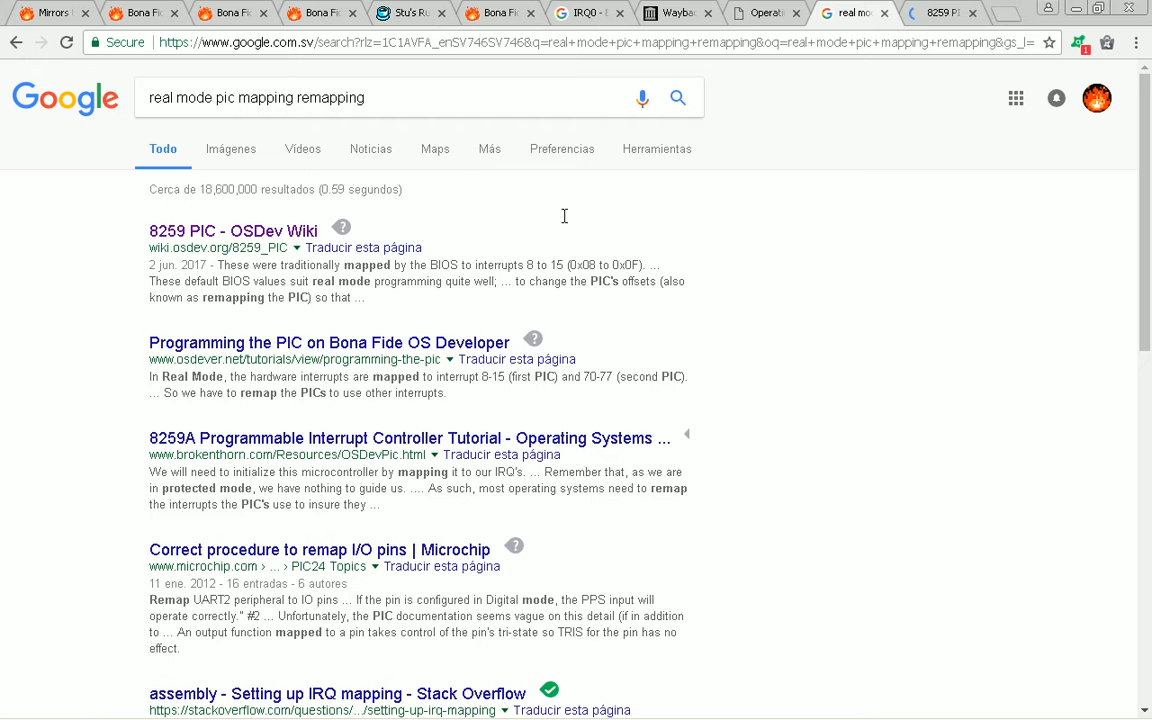 Mirrors
Bona Fi
Bona Fi
Bona Fi
Stu's Ru
Bona Fi
IRQ0 - E
Wayba
Operati
real mo
8259 PI
Secure
https://www.google.com.sv/search?rlz=1C1AVFA_enSV746SV746&q=real+mode+pic+mapping+remapping&oq=real+mode+pic+mapping+remapping&gs_l=
1
Google
real mode pic mapping remapping
Todo Imágenes Vídeos Noticias Maps Más Preferencias Herramientas
Cerca de 18,600,000 resultados (0.59 segundos)
8259 PIC - OSDev Wiki
wiki.osdev.org/8259_PIC Traducir esta página
2 jun. 2017 - These were traditionally mapped by the BIOS to interrupts 8 to 15 (0x08 to 0x0F). ...
These default BIOS values suit real mode programming quite well; ... to change the PIC's offsets (also
known as remapping the PIC) so that ...
Programming the PIC on Bona Fide OS Developer
www.osdever.net/tutorials/view/programming-the-pic Traducir esta página
In Real Mode, the hardware interrupts are mapped to interrupt 8-15 (first PIC) and 70-77 (second PIC).
... So we have to remap the PICs to use other interrupts.
8259A Programmable Interrupt Controller Tutorial - Operating Systems ...
www.brokenthorn.com/Resources/OSDevPic.html Traducir esta página
We will need to initialize this microcontroller by mapping it to our IRQ's. ... Remember that, as we are
in protected mode, we have nothing to guide us. .... As such, most operating systems need to remap
the interrupts the PIC's use to insure they ...
Correct procedure to remap I/O pins | Microchip
www.microchip.com › ... › PIC24 Topics Traducir esta página
11 ene. 2012 - 16 entradas - 6 autores
Remap UART2 peripheral to IO pins ... If the pin is configured in Digital mode, the PPS input will
operate correctly." #2 ... Unfortunately, the PIC documentation seems vague on this detail (if in addition
to ... An output function mapped to a pin takes control of the pin's tri-state so TRIS for the pin has no
effect.
assembly - Setting up IRQ mapping - Stack Overflow
https://stackoverflow.com/questions/.../setting-up-irq-mapping Traducir esta página